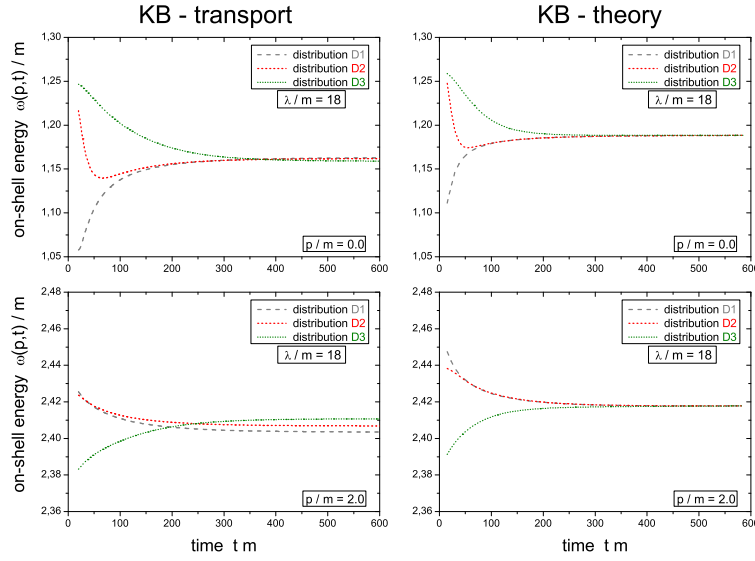 KB - transport
KB - theory
on-shell energy ω(p,t) / m
1,30
1,25
1,20
1,15
1,10
1,05
0 100 200 300 400 500 600
distribution D1
distribution D2
distribution D3
λ / m = 18
p / m = 0.0
1,30
1,25
1,20
1,15
1,10
1,05
0 100 200 300 400 500 600
distribution D1
distribution D2
distribution D3
λ / m = 18
p / m = 0.0
on-shell energy ω(p,t) / m
2,48
2,46
2,44
2,42
2,40
2,38
2,36
0 100 200 300 400 500 600
distribution D1
distribution D2
distribution D3
λ / m = 18
p / m = 2.0
time t m
2,48
2,46
2,44
2,42
2,40
2,38
2,36
0 100 200 300 400 500 600
distribution D1
distribution D2
distribution D3
λ / m = 18
p / m = 2.0
time t m